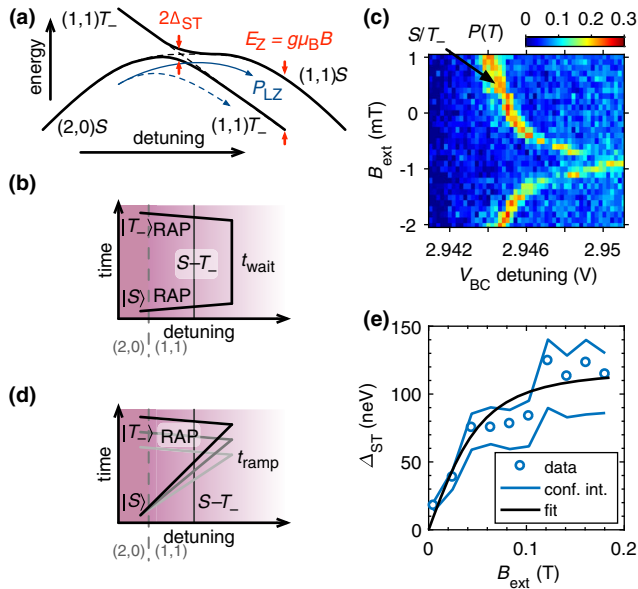 (a)
(1,1)T₋
2Δ_ST
E_Z = gμ_B B
energy
P_LZ
(1,1)S
(2,0)S
(1,1)T₋
detuning
(b)
time
|T₋⟩ RAP
S–T₋
t_wait
|S⟩ RAP
detuning
(2,0) (1,1)
(c)
S/T₋
P(T)
0 0.1 0.2 0.3
B_ext (mT)
1
0
-1
-2
2.942 2.946 2.95
V_BC detuning (V)
(d)
time
|T₋⟩ RAP
t_ramp
|S⟩
S–T₋
detuning
(2,0) (1,1)
(e)
Δ_ST (neV)
150
100
50
0
data
conf. int.
fit
0 0.1 0.2
B_ext (T)